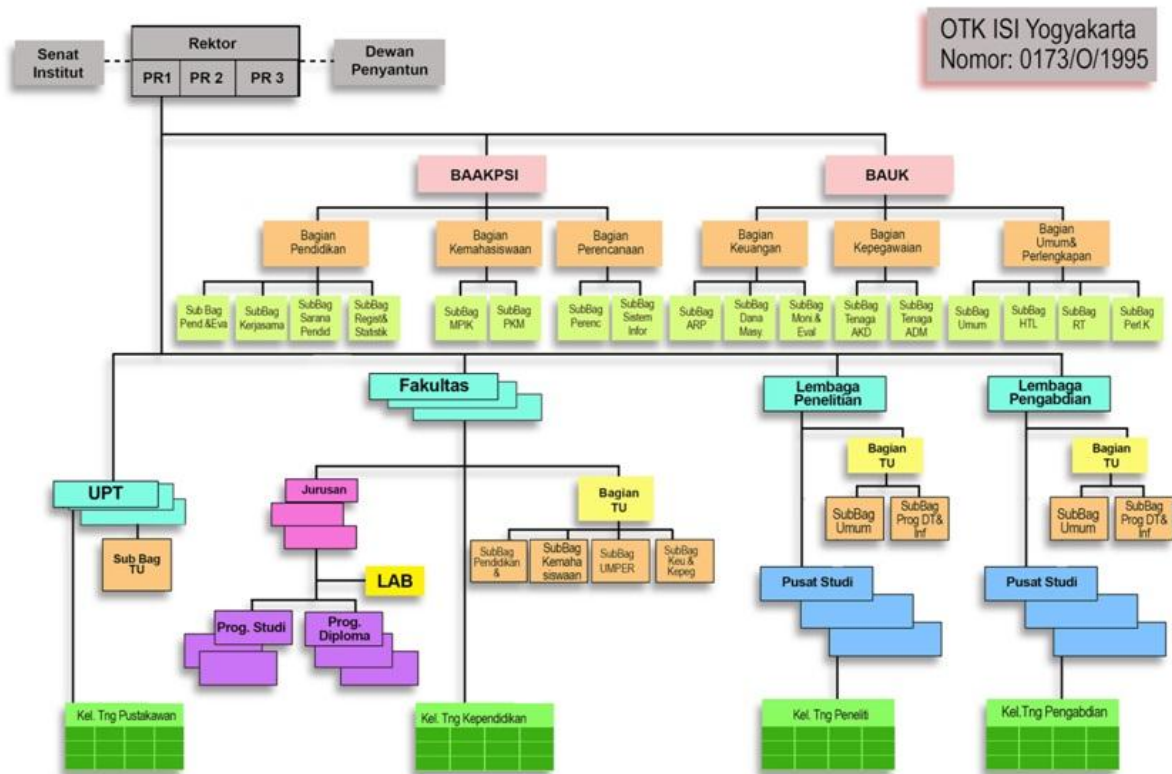 OTK ISI Yogyakarta
Nomor: 0173/O/1995
Senat
Institut
Rektor
PR1
PR 2
PR 3
Dewan
Penyantun
BAAKPSI
BAUK
Bagian
Pendidikan
Bagian
Kemahasiswaan
Bagian
Perencanaan
Bagian
Keuangan
Bagian
Kepegawaian
Bagian
Umum&
Perlengkapan
Sub Bag
Pend &Eva
SubBag
Kerjasama
SubBag
Sarana
Pendid
SubBag
Regist&
Statistik
SubBag
MPIK
SubBag
PKM
SubBag
Perenc
SubBag
Sistem
Infor
SubBag
ARP
SubBag
Dana
Masy.
SubBag
Moni &
Eval
SubBag
Tenaga
AKD
SubBag
Tenaga
ADM
SubBag
Umum
SubBag
HTL
SubBag
RT
SubBag
Perl.K
Fakultas
Lembaga
Penelitian
Lembaga
Pengabdian
UPT
Sub Bag
TU
Jurusan
Bagian
TU
Bagian
TU
Bagian
TU
SubBag
Umum
SubBag
Prog DT&
Inf
SubBag
Umum
SubBag
Prog DT&
Inf
SubBag
Pendidikan
&
SubBag
Kemaha
siswaan
SubBag
UMPER
SubBag
Keu &
Kepeg
LAB
Prog. Studi
Prog.
Diploma
Pusat Studi
Pusat Studi
Kel. Tng Pustakawan
Kel. Tng Kependidikan
Kel. Tng Peneliti
Kel.Tng Pengabdian